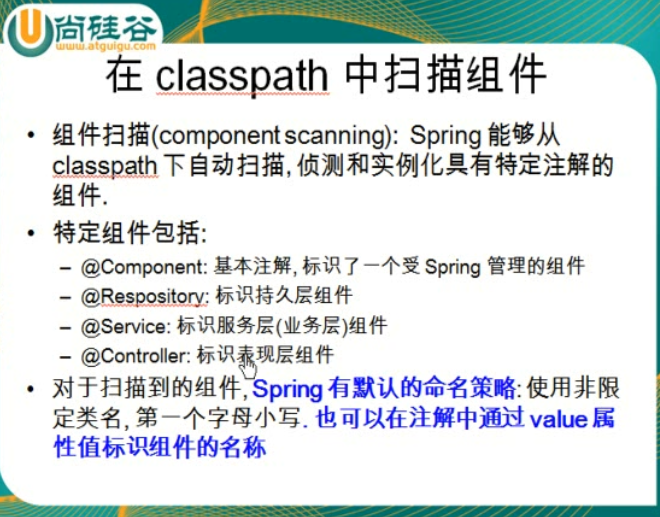 尚硅谷
www.atguigu.com
在 classpath 中扫描组件
• 组件扫描(component scanning): Spring 能够从
classpath 下自动扫描, 侦测和实例化具有特定注解的
组件.
• 特定组件包括:
– @Component: 基本注解, 标识了一个受 Spring 管理的组件
– @Respository: 标识持久层组件
– @Service: 标识服务层(业务层)组件
– @Controller: 标识表现层组件
• 对于扫描到的组件, Spring 有默认的命名策略: 使用非限
定类名, 第一个字母小写. 也可以在注解中通过 value 属
性值标识组件的名称